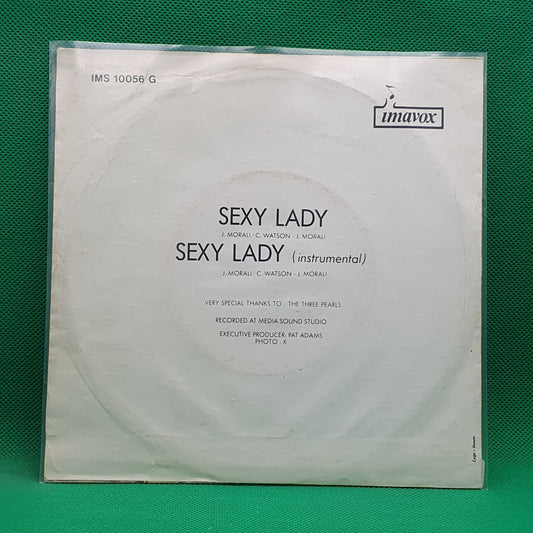 IMS 10056 G
imavox
SEXY LADY
J. MORALI / C. WATSON - J. MORALI
SEXY LADY (instrumental)
J. MORALI / C. WATSON - J. MORALI
VERY SPECIAL THANKS TO : THE THREE PEARLS
RECORDED AT MEDIA SOUND STUDIO
EXECUTIVE PRODUCER: PAT ADAMS
PHOTO : X